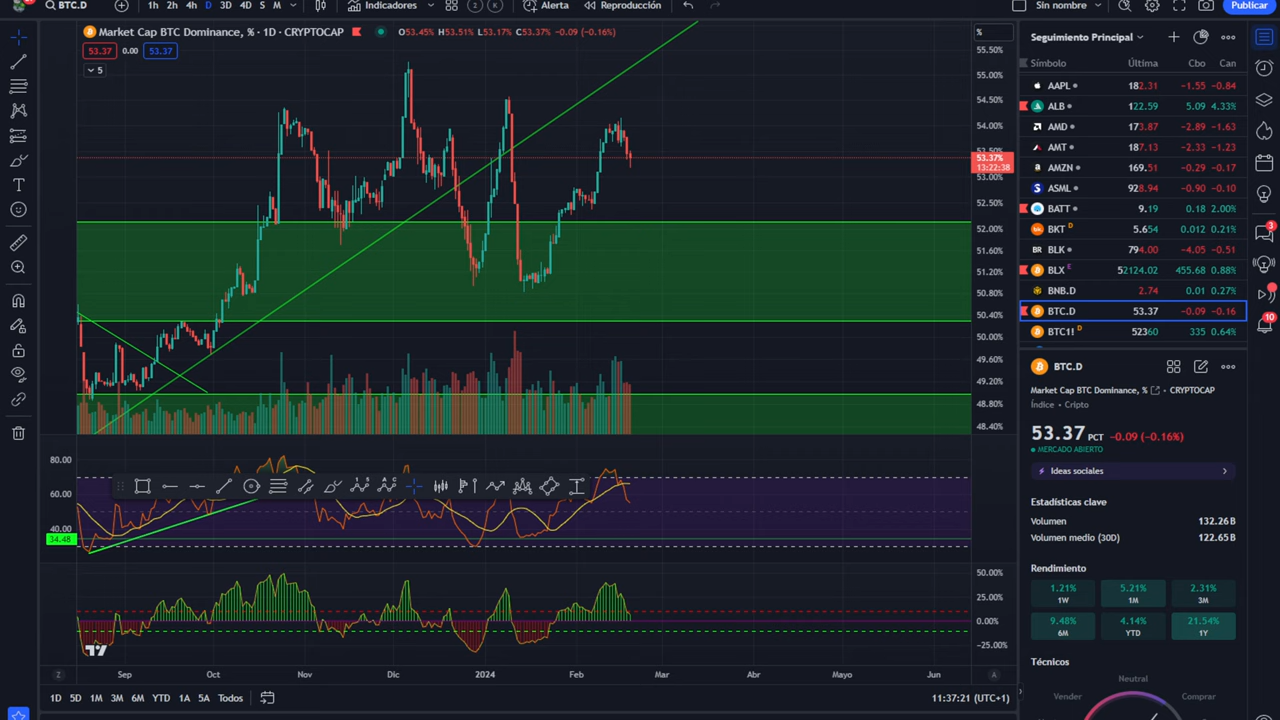 BTC.D
1h 2h 4h D 3D 4D S M
Indicadores
2 K
Alerta
Reproducción
Sin nombre
Publicar
Market Cap BTC Dominance, % · 1D · CRYPTOCAP O53.45% H53.51% L53.17% C53.37% −0.09 (−0.16%)
53.37 0.00 53.37
5
%
55.50%
55.00%
54.50%
54.00%
53.50%
53.37%
13:22:38
53.00%
52.50%
52.00%
51.60%
51.20%
50.80%
50.40%
50.00%
49.60%
49.20%
48.80%
48.40%
80.00
60.00
40.00
34.48
50.00%
25.00%
0.00%
−25.00%
Z Sep Oct Nov Dic 2024 Feb Mar Abr Mayo Jun A
1D 5D 1M 3M 6M YTD 1A 5A Todos
11:37:21 (UTC+1)
Seguimiento Principal
Símbolo Última Cbo Can
AAPL 182.31 −1.55 −0.84
ALB 122.59 5.09 4.33%
AMD 173.87 −2.89 −1.63
AMT 187.13 −2.33 −1.23
AMZN 169.51 −0.29 −0.17
ASML 928.94 −0.90 −0.10
BATT 9.19 0.18 2.00%
BKT D 5.654 0.012 0.21%
BR BLK 794.00 −4.05 −0.51
BLX E 52124.02 455.68 0.88%
BNB.D 2.74 0.01 0.27%
BTC.D 53.37 −0.09 −0.16
BTC1! D 52360 335 0.64%
BTC.D
Market Cap BTC Dominance, % · CRYPTOCAP
Índice · Cripto
53.37 PCT −0.09 (−0.16%)
MERCADO ABIERTO
Ideas sociales
Estadísticas clave
Volumen 132.26B
Volumen medio (30D) 122.65B
Rendimiento
1.21% 5.21% 2.31%
1W 1M 3M
9.48% 4.14% 21.54%
6M YTD 1Y
Técnicos
Neutral
Vender Comprar
3
10